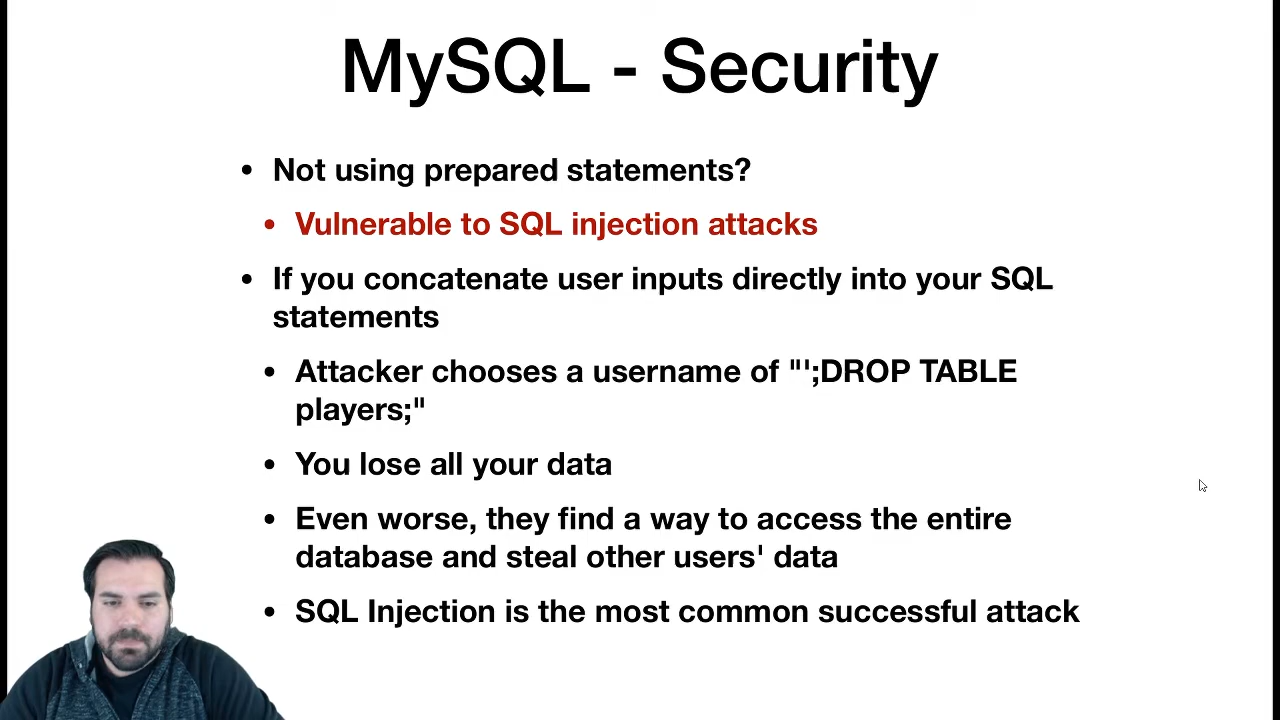 MySQL - Security
• Not using prepared statements?
• Vulnerable to SQL injection attacks
• If you concatenate user inputs directly into your SQL
statements
• Attacker chooses a username of "';DROP TABLE
players;"
• You lose all your data
• Even worse, they find a way to access the entire
database and steal other users' data
• SQL Injection is the most common successful attack